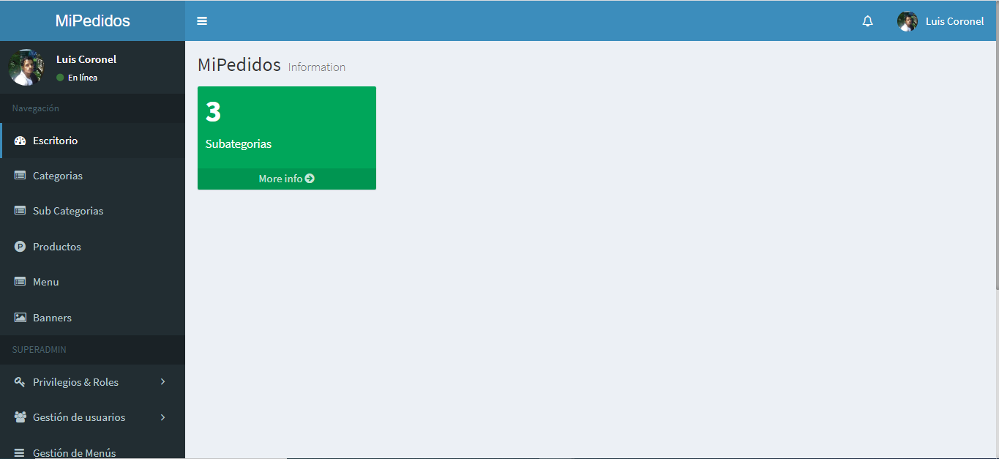 MiPedidos
Luis Coronel
Luis Coronel
En línea
Navegación
Escritorio
Categorias
Sub Categorias
Productos
Menu
Banners
SUPERADMIN
Privilegios & Roles
Gestión de usuarios
Gestión de Menús
MiPedidos Information
3
Subategorias
More info